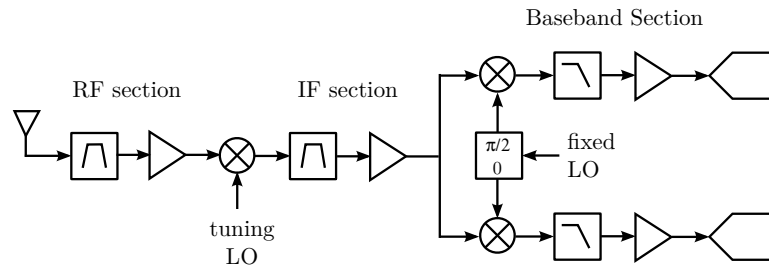 Baseband Section
RF section
IF section
π/2
0
fixed
LO
tuning
LO